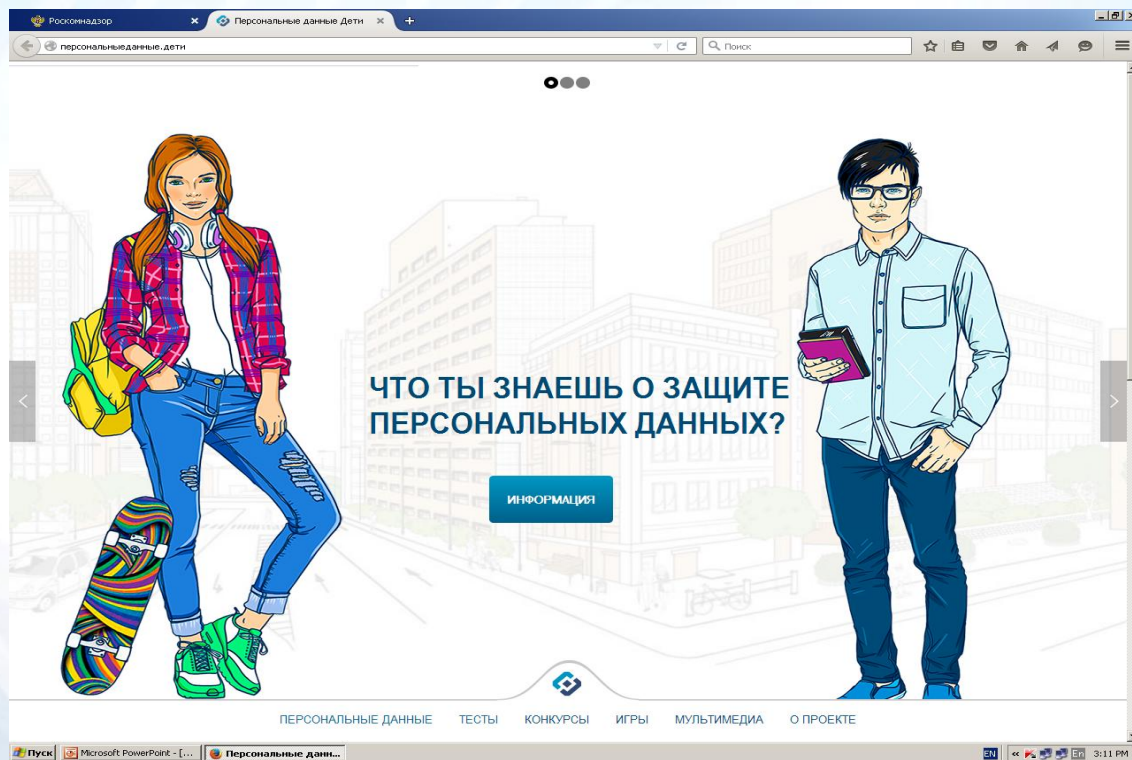 Роскомнадзор
Персональные данные Дети
персональныеданные.дети
Поиск
ЧТО ТЫ ЗНАЕШЬ О ЗАЩИТЕ
ПЕРСОНАЛЬНЫХ ДАННЫХ?
ИНФОРМАЦИЯ
ПЕРСОНАЛЬНЫЕ ДАННЫЕ ТЕСТЫ КОНКУРСЫ ИГРЫ МУЛЬТИМЕДИА О ПРОЕКТЕ
Пуск Microsoft PowerPoint - [... Персональные данн... EN « En 3:11 PM